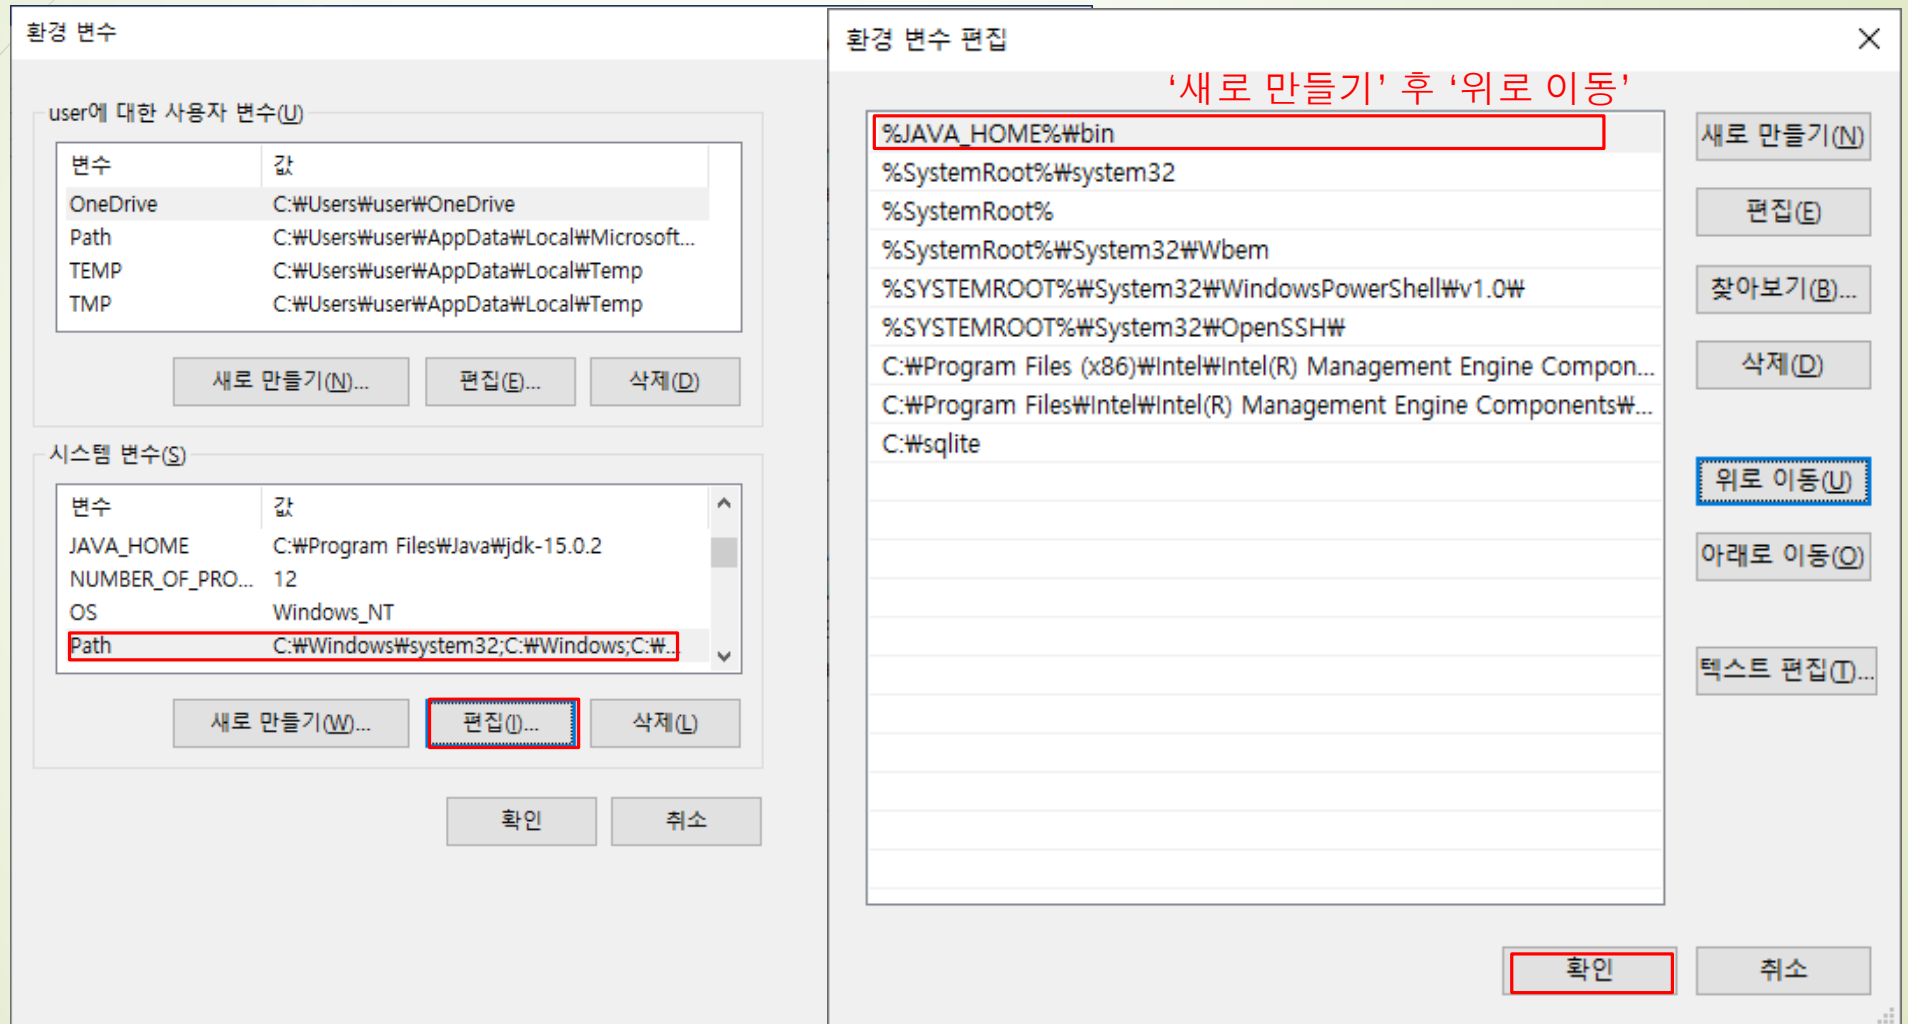 환경 변수
user에 대한 사용자 변수(U)
변수 값
OneDrive C:₩Users₩user₩OneDrive
Path C:₩Users₩user₩AppData₩Local₩Microsoft...
TEMP C:₩Users₩user₩AppData₩Local₩Temp
TMP C:₩Users₩user₩AppData₩Local₩Temp
새로 만들기(N)... 편집(E)... 삭제(D)
시스템 변수(S)
변수 값
JAVA_HOME C:₩Program Files₩Java₩jdk-15.0.2
NUMBER_OF_PRO... 12
OS Windows_NT
Path C:₩Windows₩system32;C:₩Windows;C:₩...
새로 만들기(W)... 편집(I)... 삭제(L)
확인 취소
환경 변수 편집
‘새로 만들기’ 후 ‘위로 이동’
%JAVA_HOME%₩bin
%SystemRoot%₩system32
%SystemRoot%
%SystemRoot%₩System32₩Wbem
%SYSTEMROOT%₩System32₩WindowsPowerShell₩v1.0₩
%SYSTEMROOT%₩System32₩OpenSSH₩
C:₩Program Files (x86)₩Intel₩Intel(R) Management Engine Compon...
C:₩Program Files₩Intel₩Intel(R) Management Engine Components₩...
C:₩sqlite
새로 만들기(N)
편집(E)
찾아보기(B)...
삭제(D)
위로 이동(U)
아래로 이동(O)
텍스트 편집(T)...
확인 취소